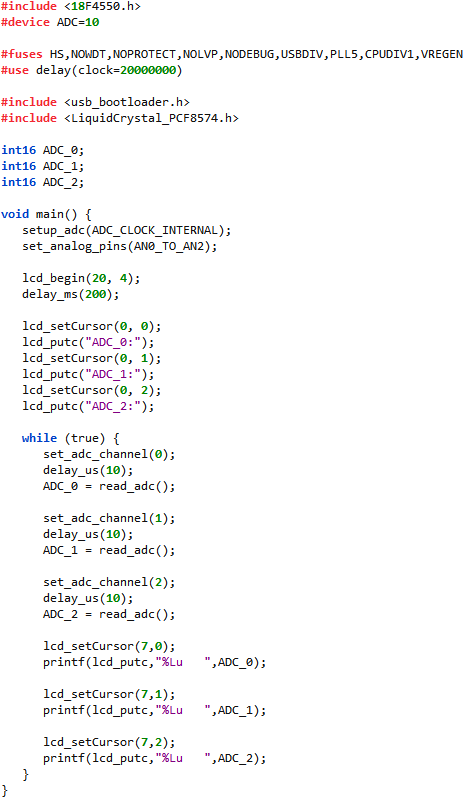 #include <18F4550.h>
#device ADC=10

#fuses HS,NOWDT,NOPROTECT,NOLVP,NODEBUG,USBDIV,PLL5,CPUDIV1,VREGEN
#use delay(clock=20000000)

#include <usb_bootloader.h>
#include <LiquidCrystal_PCF8574.h>

int16 ADC_0;
int16 ADC_1;
int16 ADC_2;

void main() {
   setup_adc(ADC_CLOCK_INTERNAL);
   set_analog_pins(AN0_TO_AN2);

   lcd_begin(20, 4);
   delay_ms(200);

   lcd_setCursor(0, 0);
   lcd_putc("ADC_0:");
   lcd_setCursor(0, 1);
   lcd_putc("ADC_1:");
   lcd_setCursor(0, 2);
   lcd_putc("ADC_2:");

   while (true) {
      set_adc_channel(0);
      delay_us(10);
      ADC_0 = read_adc();

      set_adc_channel(1);
      delay_us(10);
      ADC_1 = read_adc();

      set_adc_channel(2);
      delay_us(10);
      ADC_2 = read_adc();

      lcd_setCursor(7,0);
      printf(lcd_putc,"%Lu   ",ADC_0);

      lcd_setCursor(7,1);
      printf(lcd_putc,"%Lu   ",ADC_1);

      lcd_setCursor(7,2);
      printf(lcd_putc,"%Lu   ",ADC_2);
   }
}